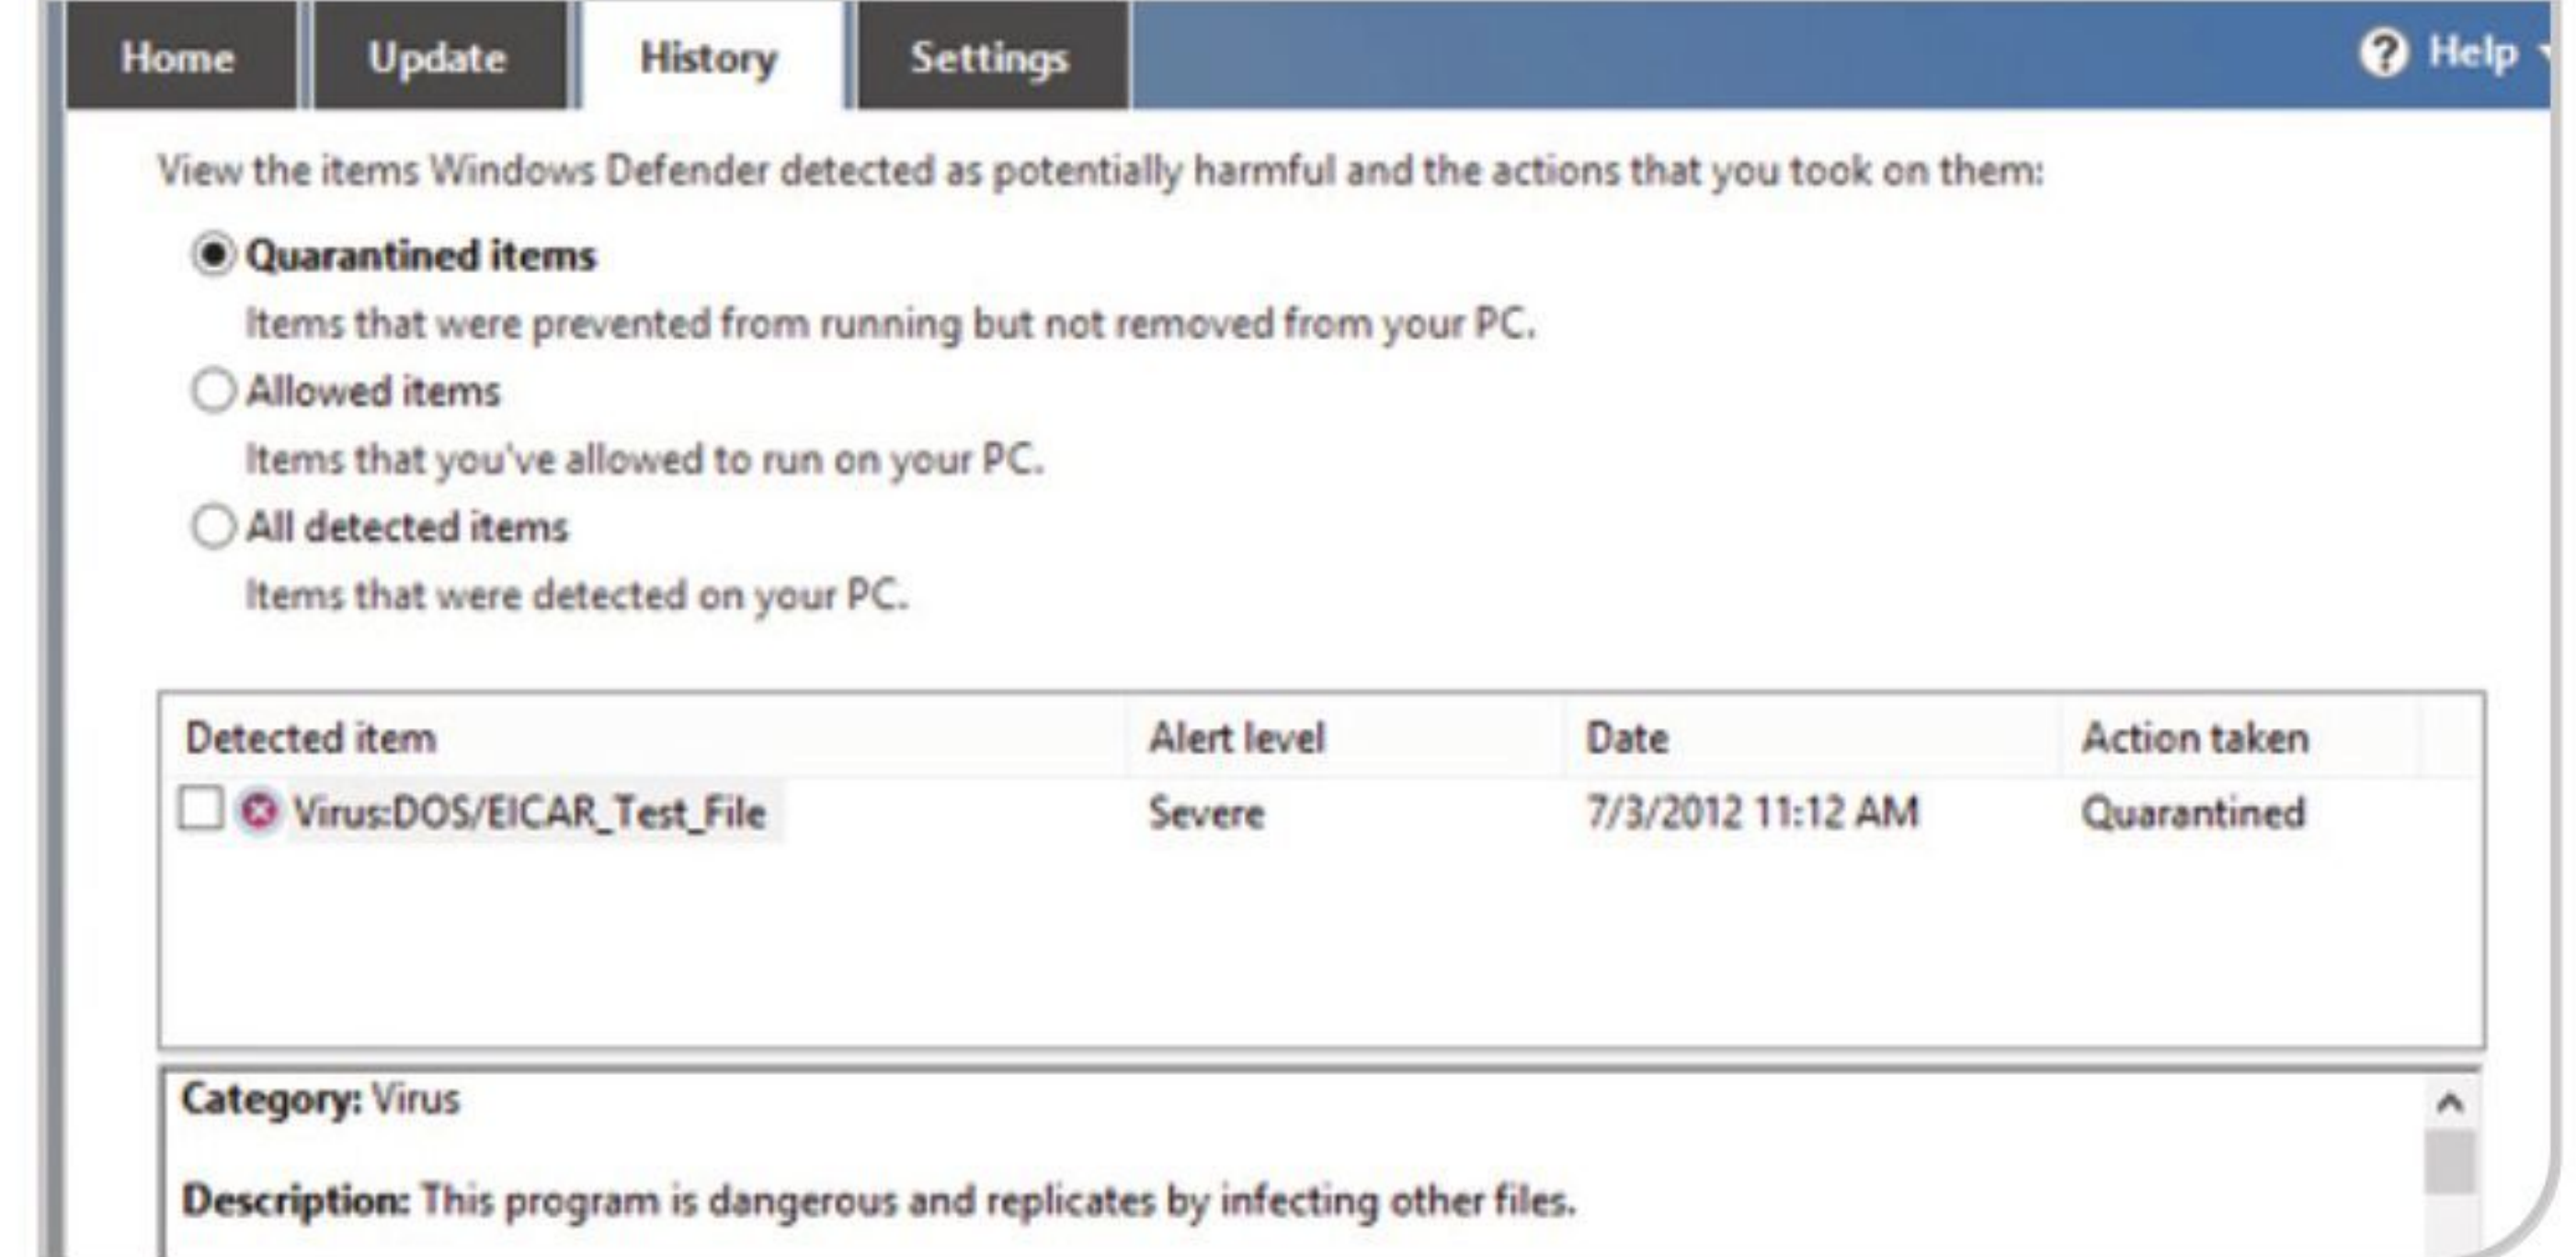 Home Update History Settings Help
View the items Windows Defender detected as potentially harmful and the actions that you took on them:
Quarantined items
Items that were prevented from running but not removed from your PC.
Allowed items
Items that you've allowed to run on your PC.
All detected items
Items that were detected on your PC.
Detected item Alert level Date Action taken
Virus:DOS/EICAR_Test_File Severe 7/3/2012 11:12 AM Quarantined
Category: Virus
Description: This program is dangerous and replicates by infecting other files.